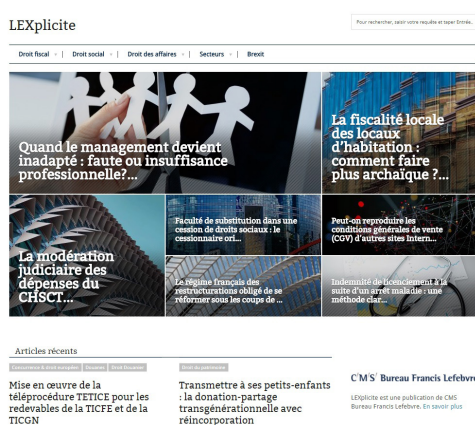 LEXplicite
Pour rechercher, saisir votre requête et taper Entrée...
Droit fiscal
Droit social
Droit des affaires
Secteurs
Brexit
Quand le management devient
inadapté : faute ou insuffisance
professionnelle?...
La fiscalité locale
des locaux
d'habitation :
comment faire
plus archaïque ?...
La modération
judiciaire des
dépenses du
CHSCT...
Faculté de substitution dans une
cession de droits sociaux : le
cessionnaire ori...
Peut-on reproduire les
conditions générales de vente
(CGV) d'autres sites Intern...
Le régime français des
restructurations obligé de se
réformer sous les coups de ...
Indemnité de licenciement à la
suite d'un arrêt maladie : une
méthode clar...
Articles récents
Concurrence & droit européen
Douanes
Droit Douanier
Mise en œuvre de la
téléprocédure TETICE pour les
redevables de la TICFE et de la
TICGN
Droit du patrimoine
Transmettre à ses petits-enfants
: la donation-partage
transgénérationnelle avec
réincorporation
C'M'S' Bureau Francis Lefebvre
LEXplicite est une publication de CMS
Bureau Francis Lefebvre. En savoir plus